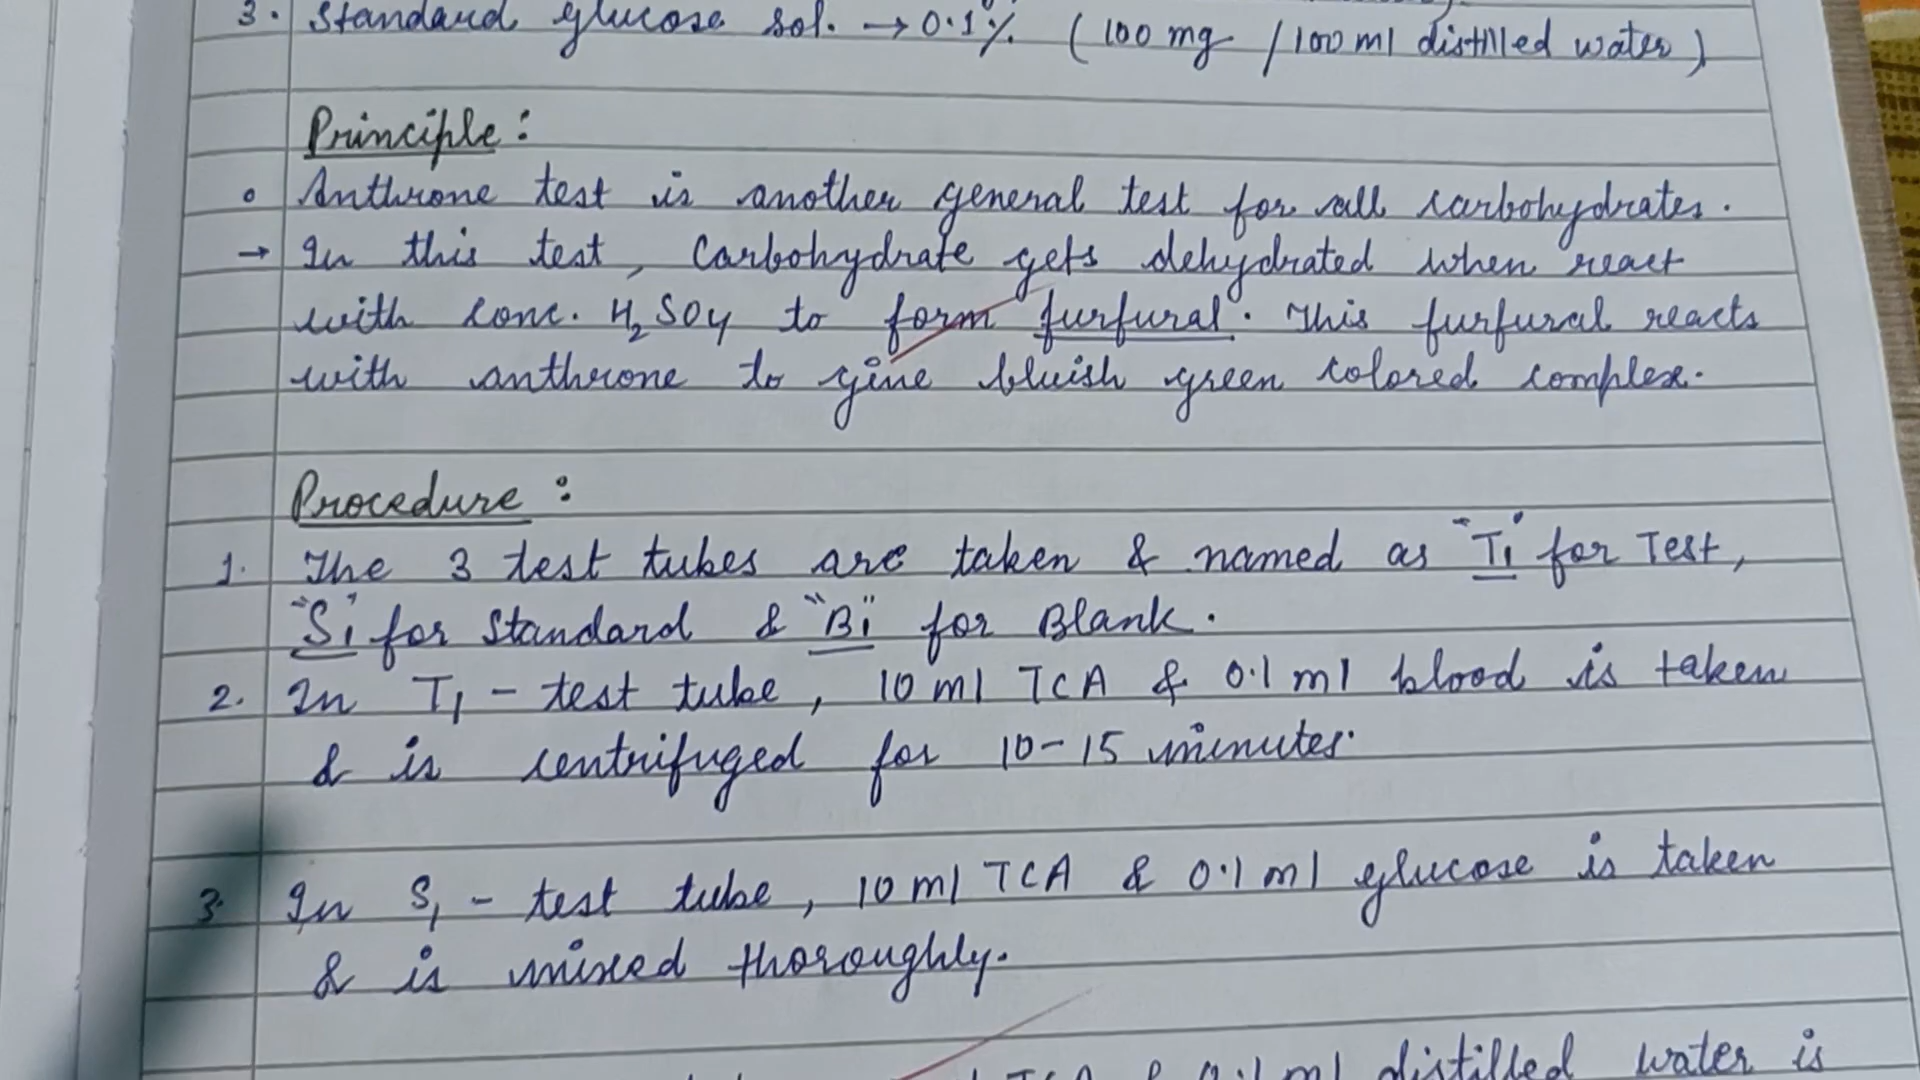 3. Standard glucose sol. → 0.1% (100 mg /100 ml distilled water)
Principle:
o Anthrone test is another general test for all carbohydrates.
→ In this test, Carbohydrate gets dehydrated when react
with conc. H₂SO4 to form furfural. This furfural reacts
with anthrone to give bluish green colored complex.
Procedure:
1. The 3 test tubes are taken & named as "T1" for Test,
"S1" for Standard & "B1" for Blank.
2. In T1 - test tube, 10 ml TCA & 0.1 ml blood is taken
& is centrifuged for 10-15 minutes.
3. In S1 - test tube, 10 ml TCA & 0.1 ml glucose is taken
& is mixed thoroughly.
TCA & 0.1 ml distilled water is